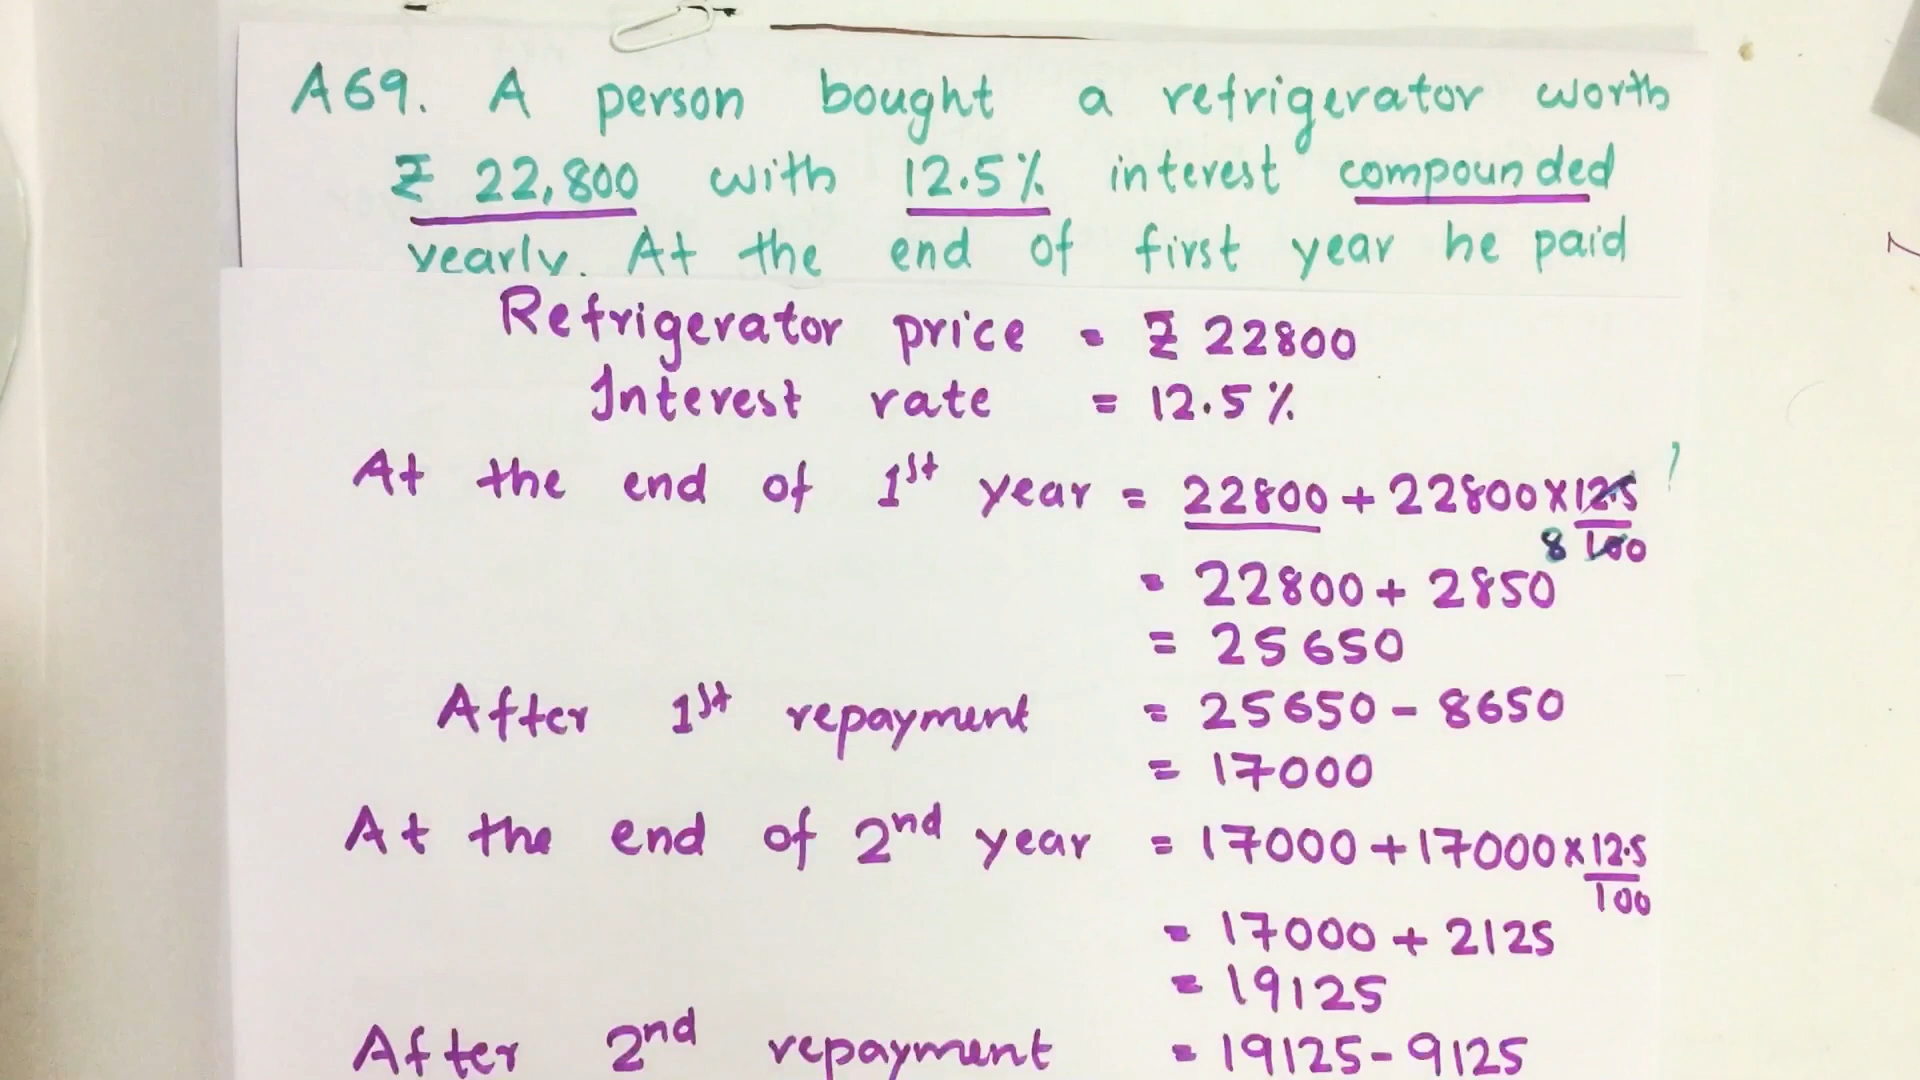 A69. A person bought a refrigerator worth
₹ 22,800 with 12.5% interest compounded
yearly. At the end of first year he paid
Refrigerator price = ₹ 22800
Interest rate = 12.5%
At the end of 1st year = 22800 + 22800 × 12.5
8 100
= 22800 + 2850
= 25650
After 1st repayment = 25650 - 8650
= 17000
At the end of 2nd year = 17000 + 17000 × 12.5
100
= 17000 + 2125
= 19125
After 2nd repayment = 19125 - 9125